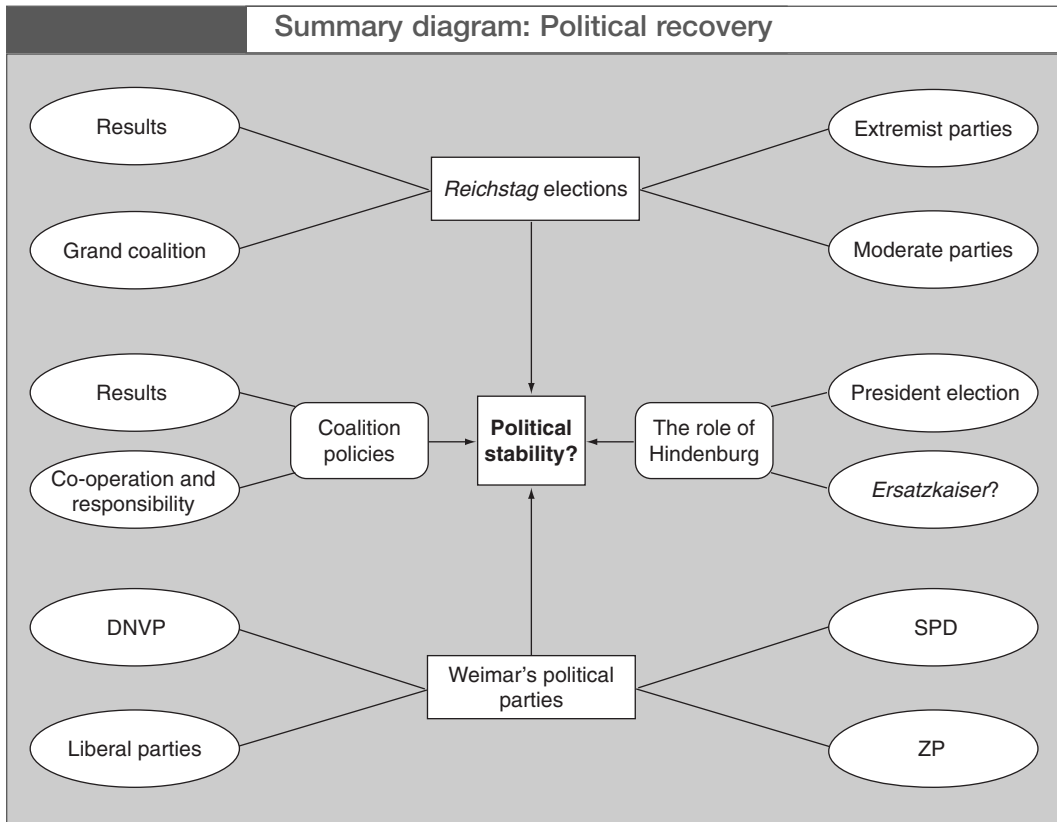 Summary diagram: Political recovery
Results
Extremist parties
Reichstag elections
Grand coalition
Moderate parties
Results
President election
Coalition
policies
Political
stability?
The role of
Hindenburg
Co-operation and
responsibility
Ersatzkaiser?
DNVP
SPD
Weimar's political
parties
Liberal parties
ZP